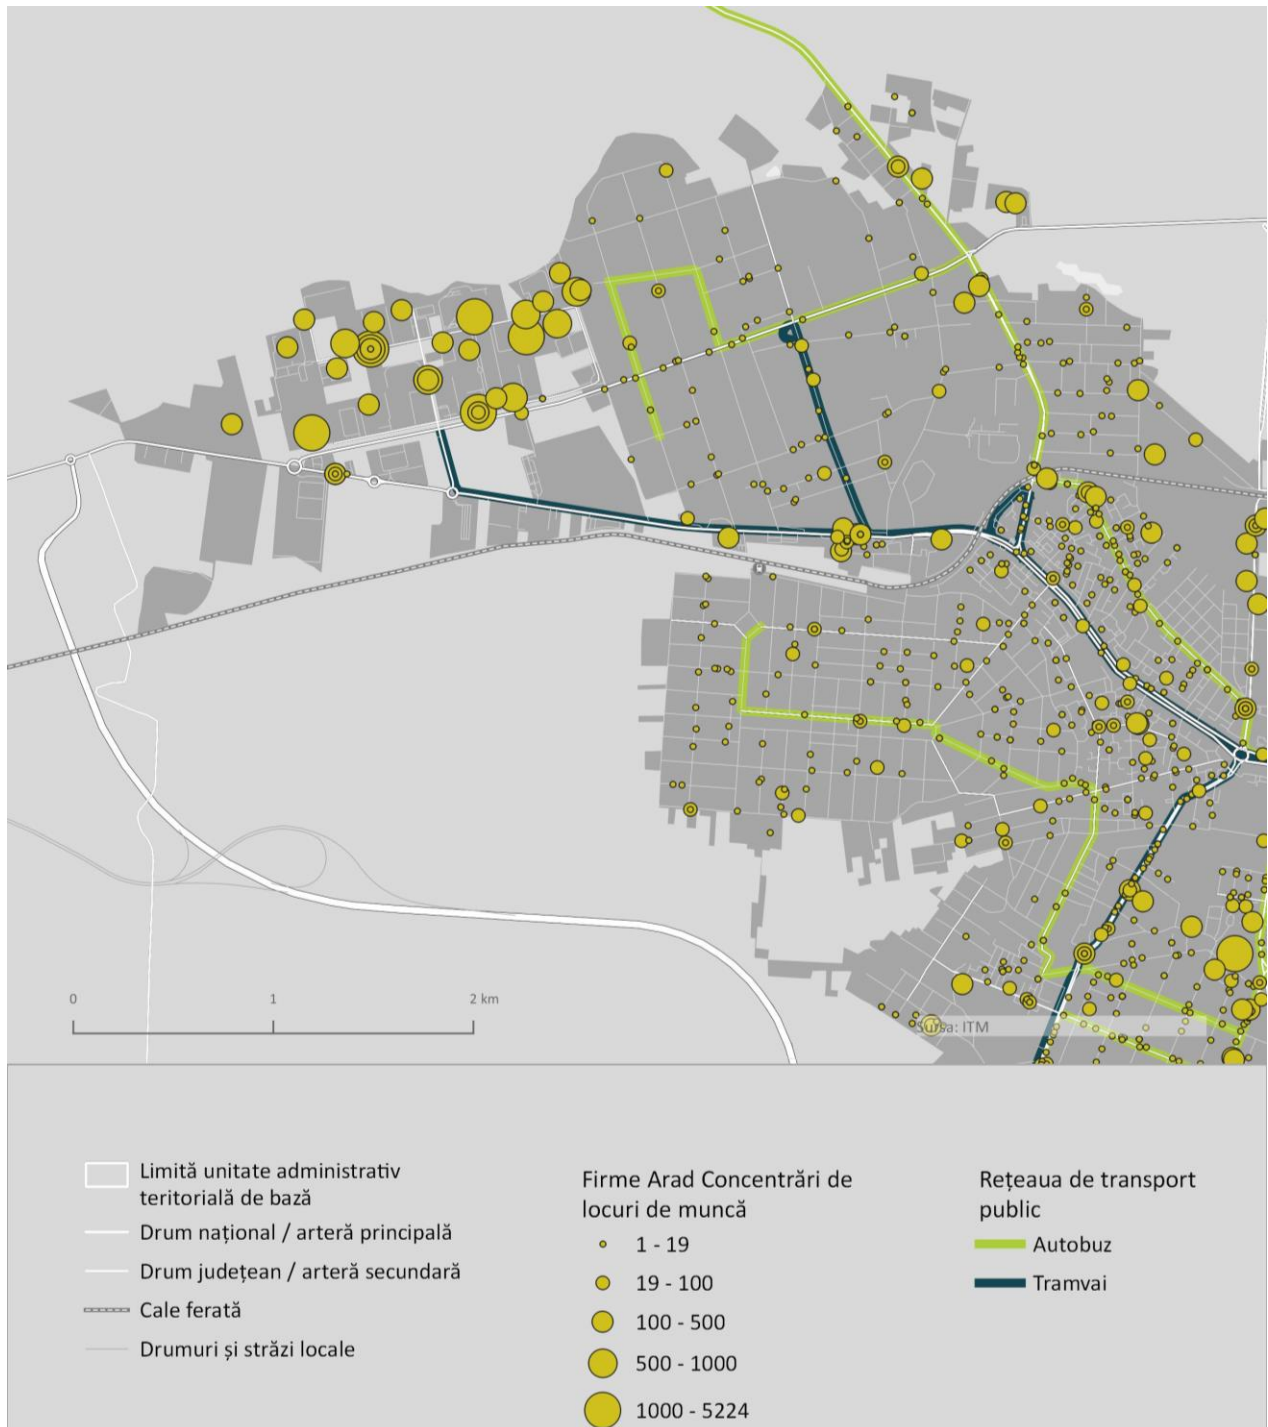 0
1
2 km
Sursa: ITM
Limită unitate administrativ
teritorială de bază
Drum național / arteră principală
Drum județean / arteră secundară
Cale ferată
Drumuri și străzi locale
Firme Arad Concentrări de
locuri de muncă
1 - 19
19 - 100
100 - 500
500 - 1000
1000 - 5224
Rețeaua de transport
public
Autobuz
Tramvai